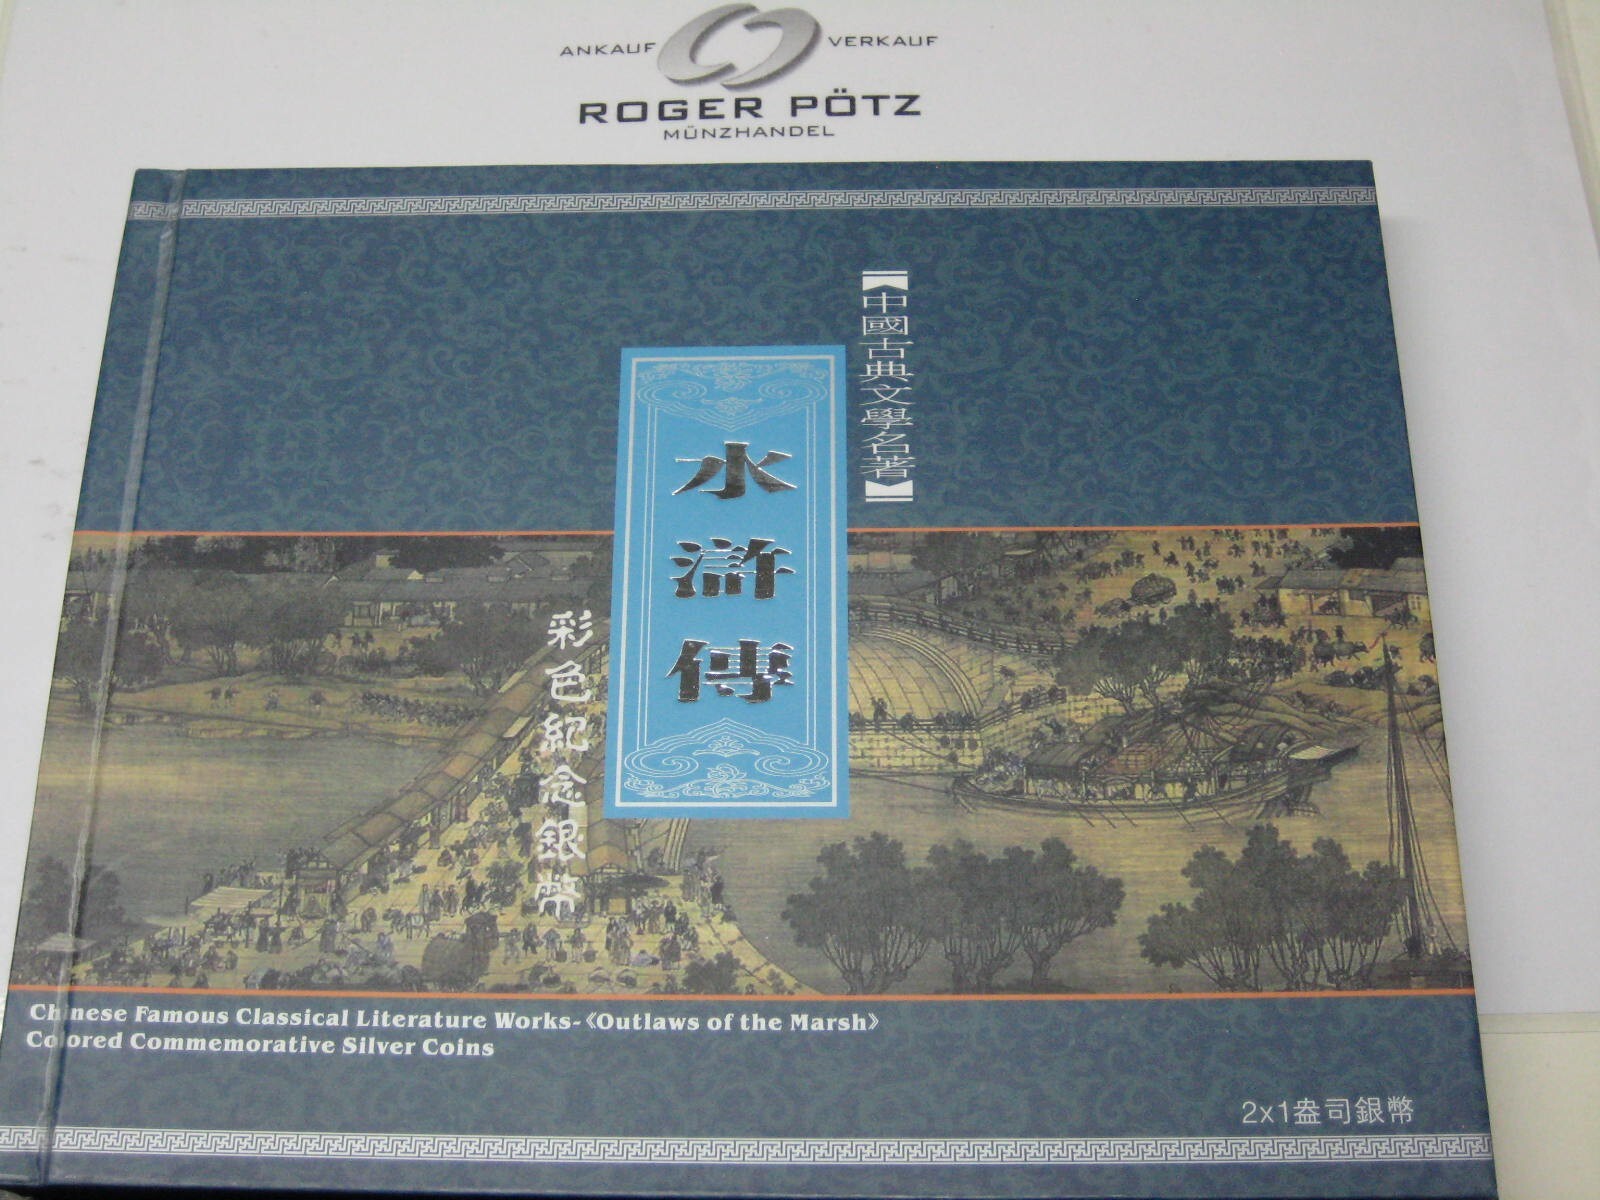 ANKAUF VERKAUF
ROGER PÖTZ
MÜNZHANDEL
【中國古典文學名著】
水滸傳
彩色紀念銀幣
Chinese Famous Classical Literature Works-《Outlaws of the Marsh》
Colored Commemorative Silver Coins
2x1盎司銀幣